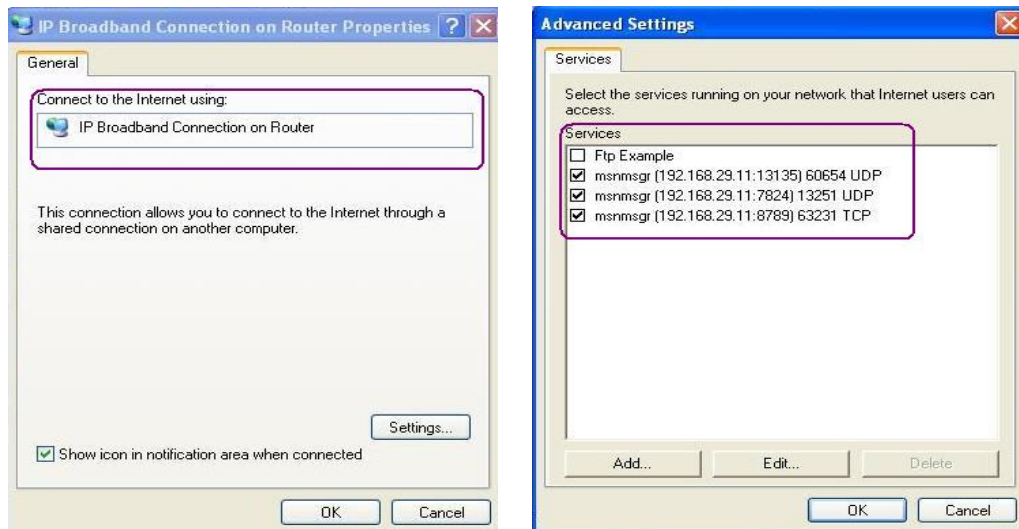 IP Broadband Connection on Router Properties
General
Connect to the Internet using:
IP Broadband Connection on Router
This connection allows you to connect to the Internet through a
shared connection on another computer.
Settings...
Show icon in notification area when connected
OK
Cancel
Advanced Settings
Services
Select the services running on your network that Internet users can
access.
Services
Ftp Example
msnmsgr (192.168.29.11:13135) 60654 UDP
msnmsgr (192.168.29.11:7824) 13251 UDP
msnmsgr (192.168.29.11:8789) 63231 TCP
Add...
Edit...
Delete
OK
Cancel